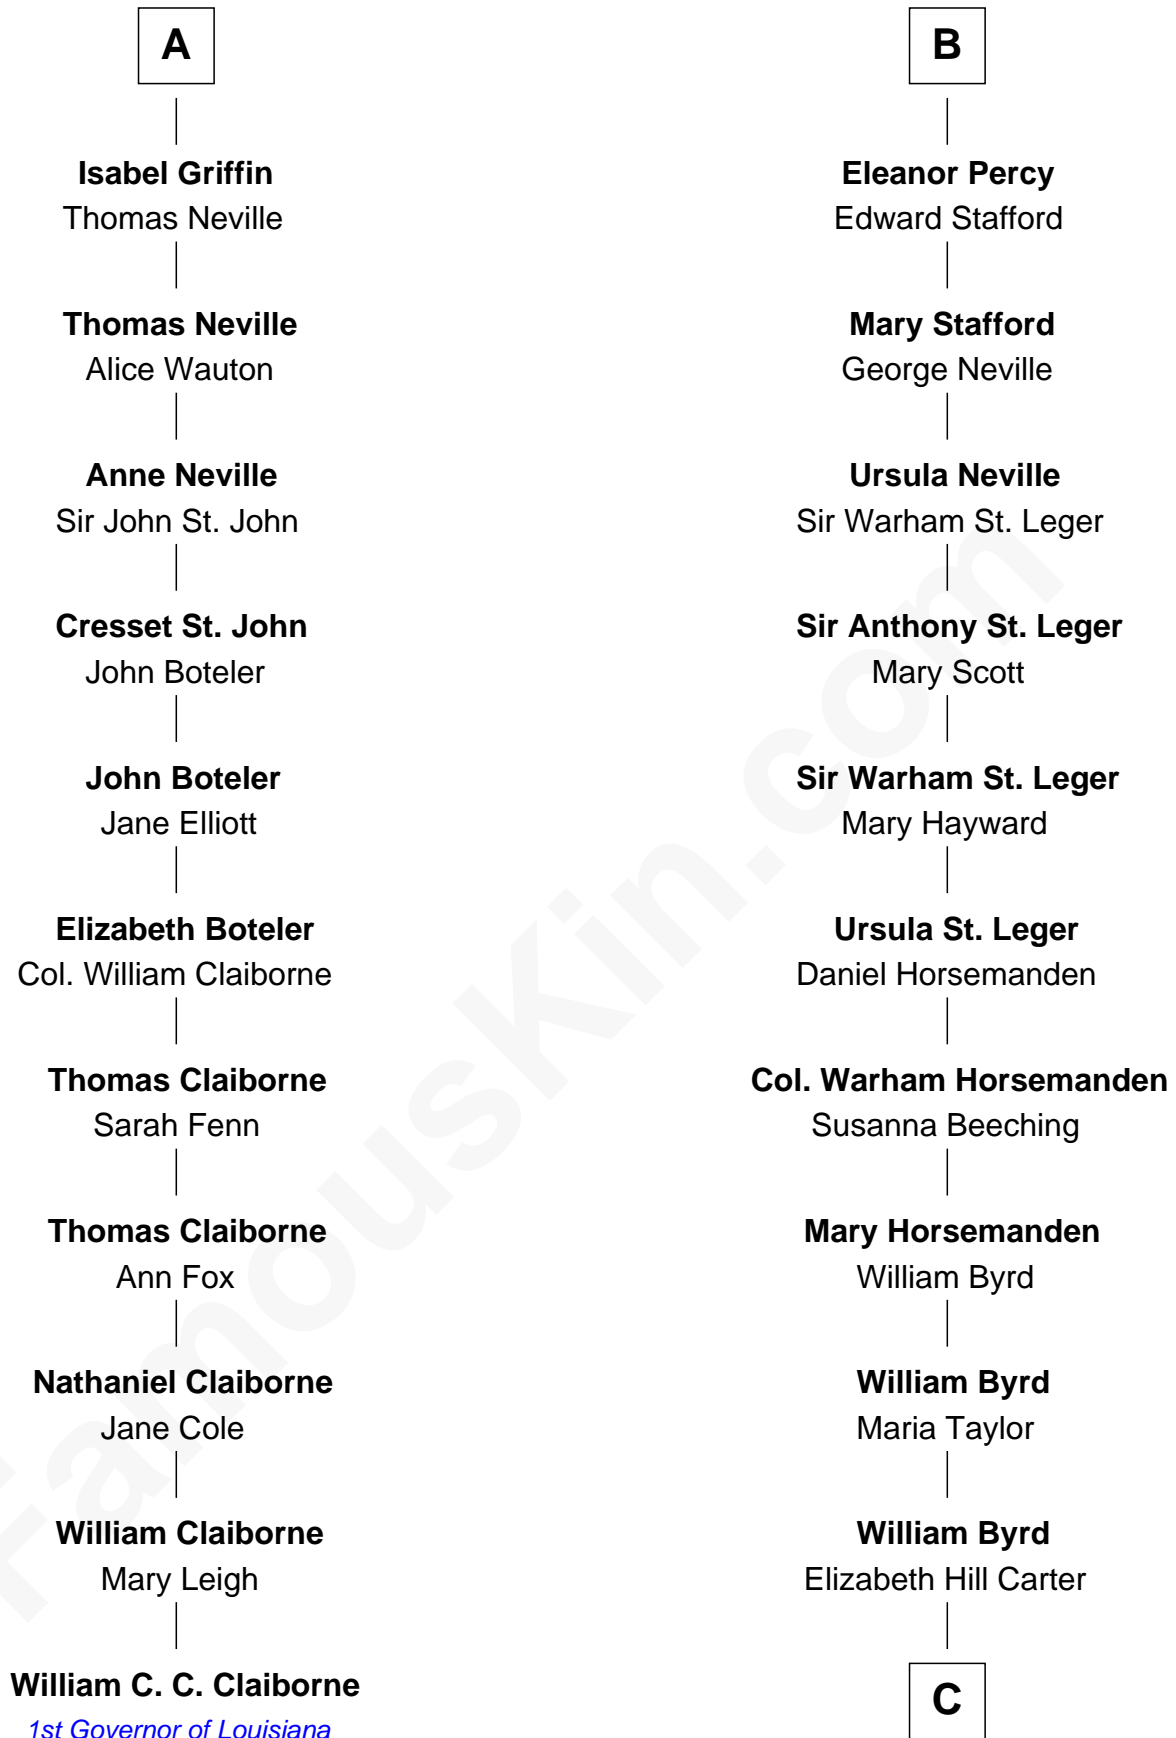 A
Isabel Griffin
Thomas Neville
Thomas Neville
Alice Wauton
Anne Neville
Sir John St. John
Cresset St. John
John Boteler
John Boteler
Jane Elliott
Elizabeth Boteler
Col. William Claiborne
Thomas Claiborne
Sarah Fenn
Thomas Claiborne
Ann Fox
Nathaniel Claiborne
Jane Cole
William Claiborne
Mary Leigh
William C. C. Claiborne
1st Governor of Louisiana
B
Eleanor Percy
Edward Stafford
Mary Stafford
George Neville
Ursula Neville
Sir Warham St. Leger
Sir Anthony St. Leger
Mary Scott
Sir Warham St. Leger
Mary Hayward
Ursula St. Leger
Daniel Horsemanden
Col. Warham Horsemanden
Susanna Beeching
Mary Horsemanden
William Byrd
William Byrd
Maria Taylor
William Byrd
Elizabeth Hill Carter
C
FamousKin.com